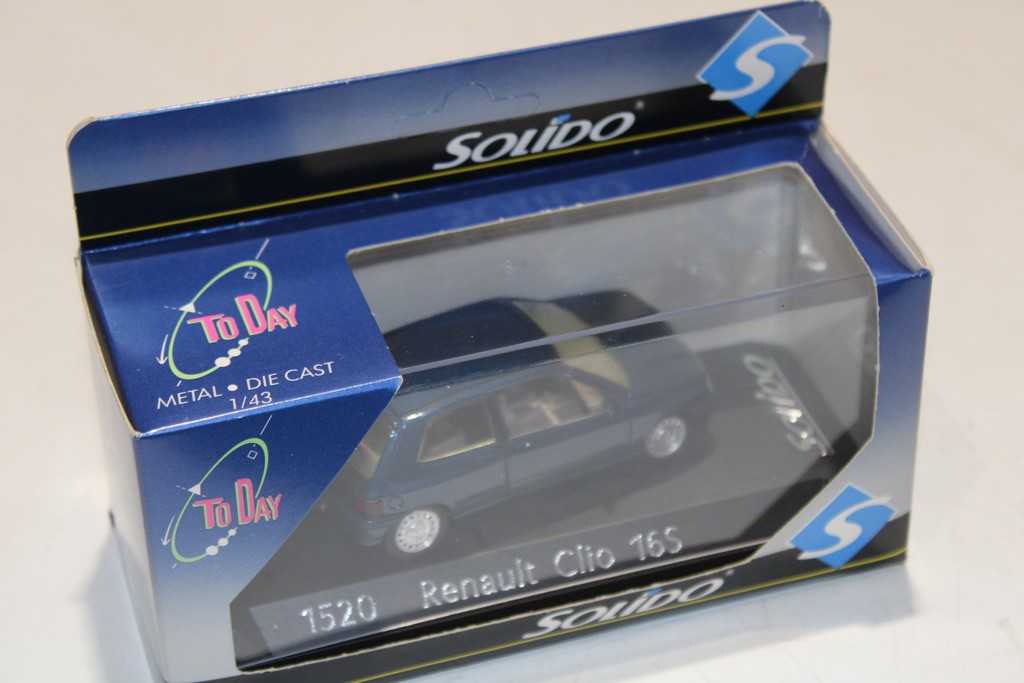 SOLIDO
S
TO DAY
METAL • DIE CAST
1/43
TO DAY
SOLIDO
S
1520 Renault Clio 16S
SOLIDO